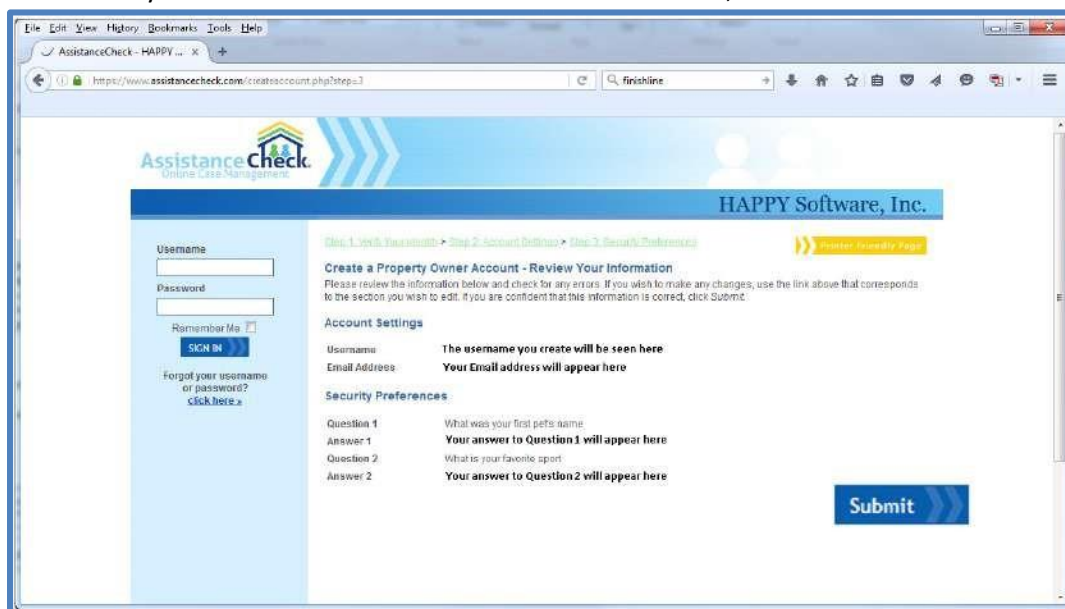 File Edit View History Bookmarks Tools Help
AssistanceCheck - HAPPY ... × +
https://www.assistancecheck.com/createaccount.php?step=3
finishline
Assistance Check.
Online Case Management
HAPPY Software, Inc.
Step 1. Verify Your Identity > Step 2. Account Settings > Step 3. Security Preferences
Printer Friendly Page
Username
Password
Remember Me
SIGN IN
Forgot your username
or password?
click here »
Create a Property Owner Account - Review Your Information
Please review the information below and check for any errors. If you wish to make any changes, use the link above that corresponds
to the section you wish to edit. If you are confident that this information is correct, click Submit.
Account Settings
Username The username you create will be seen here
Email Address Your Email address will appear here
Security Preferences
Question 1 What was your first pet's name
Answer 1 Your answer to Question 1 will appear here
Question 2 What is your favorite sport
Answer 2 Your answer to Question 2 will appear here
Submit